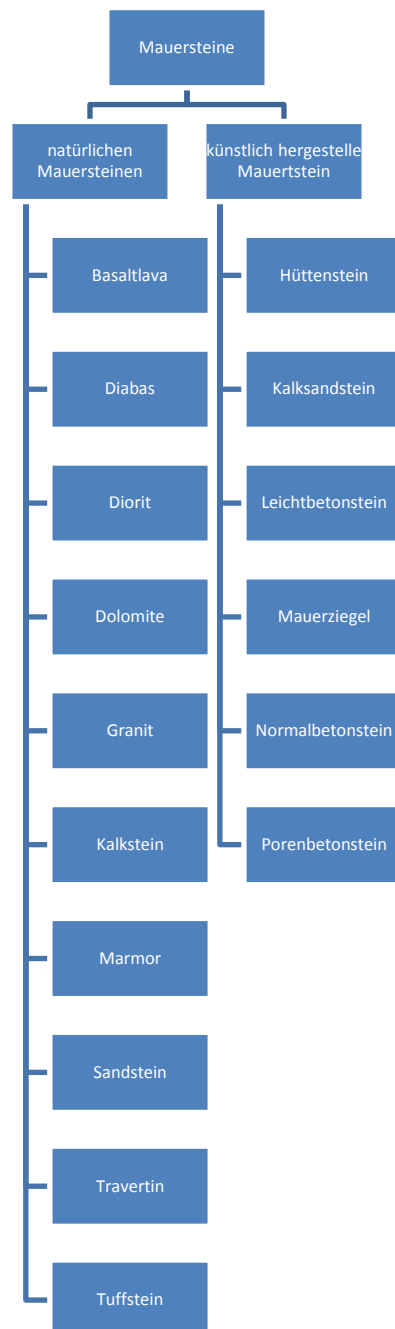 Mauersteine
natürlichen
Mauersteinen
künstlich hergestelle
Mauertstein
Basaltlava
Diabas
Diorit
Dolomite
Granit
Kalkstein
Marmor
Sandstein
Travertin
Tuffstein
Hüttenstein
Kalksandstein
Leichtbetonstein
Mauerziegel
Normalbetonstein
Porenbetonstein